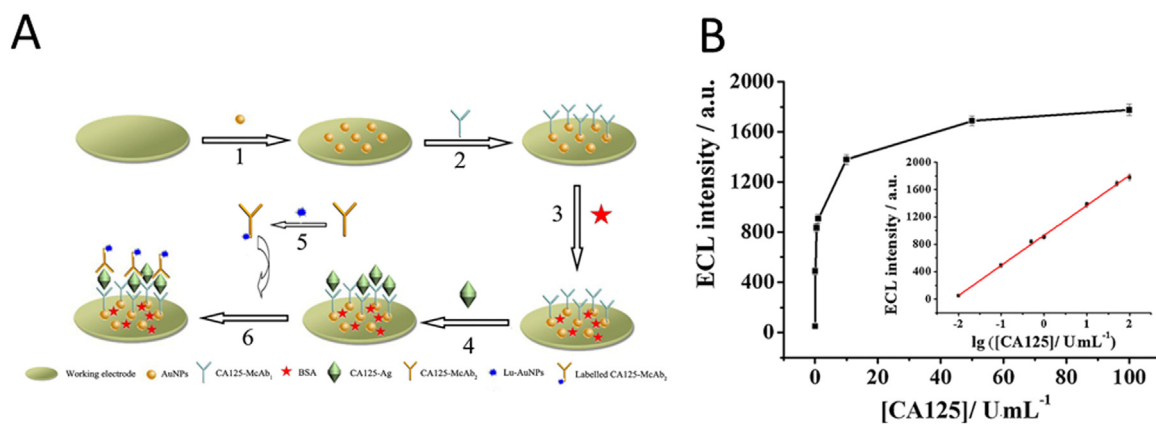 A
1
2
3
5
6
4
Working electrode AuNPs CA125-McAb₁ BSA CA125-Ag CA125-McAb₂ Lu-AuNPs Labelled CA125-McAb₂
B
ECL intensity / a.u.
2000
1600
1200
800
400
0
0 20 40 60 80 100
[CA125]/ U.mL⁻¹
ECL intensity / a.u.
2000
1600
1200
800
400
0
-2 -1 0 1 2
lg ([CA125]/ UmL⁻¹)